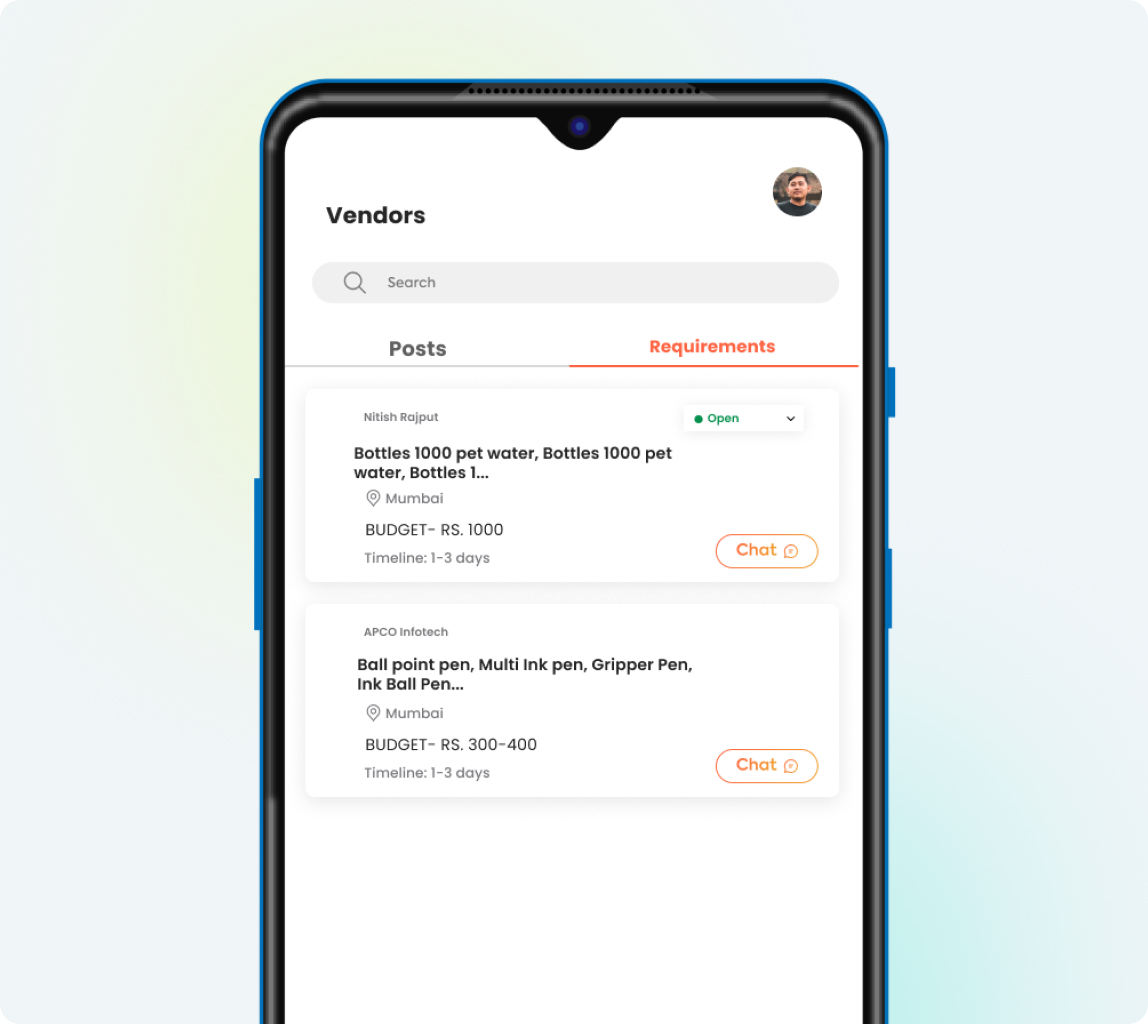 Vendors
Search
Posts
Requirements
Nitish Rajput
Open
Bottles 1000 pet water, Bottles 1000 pet
water, Bottles 1...
Mumbai
BUDGET- RS. 1000
Timeline: 1-3 days
Chat
APCO Infotech
Ball point pen, Multi Ink pen, Gripper Pen,
Ink Ball Pen...
Mumbai
BUDGET- RS. 300-400
Timeline: 1-3 days
Chat